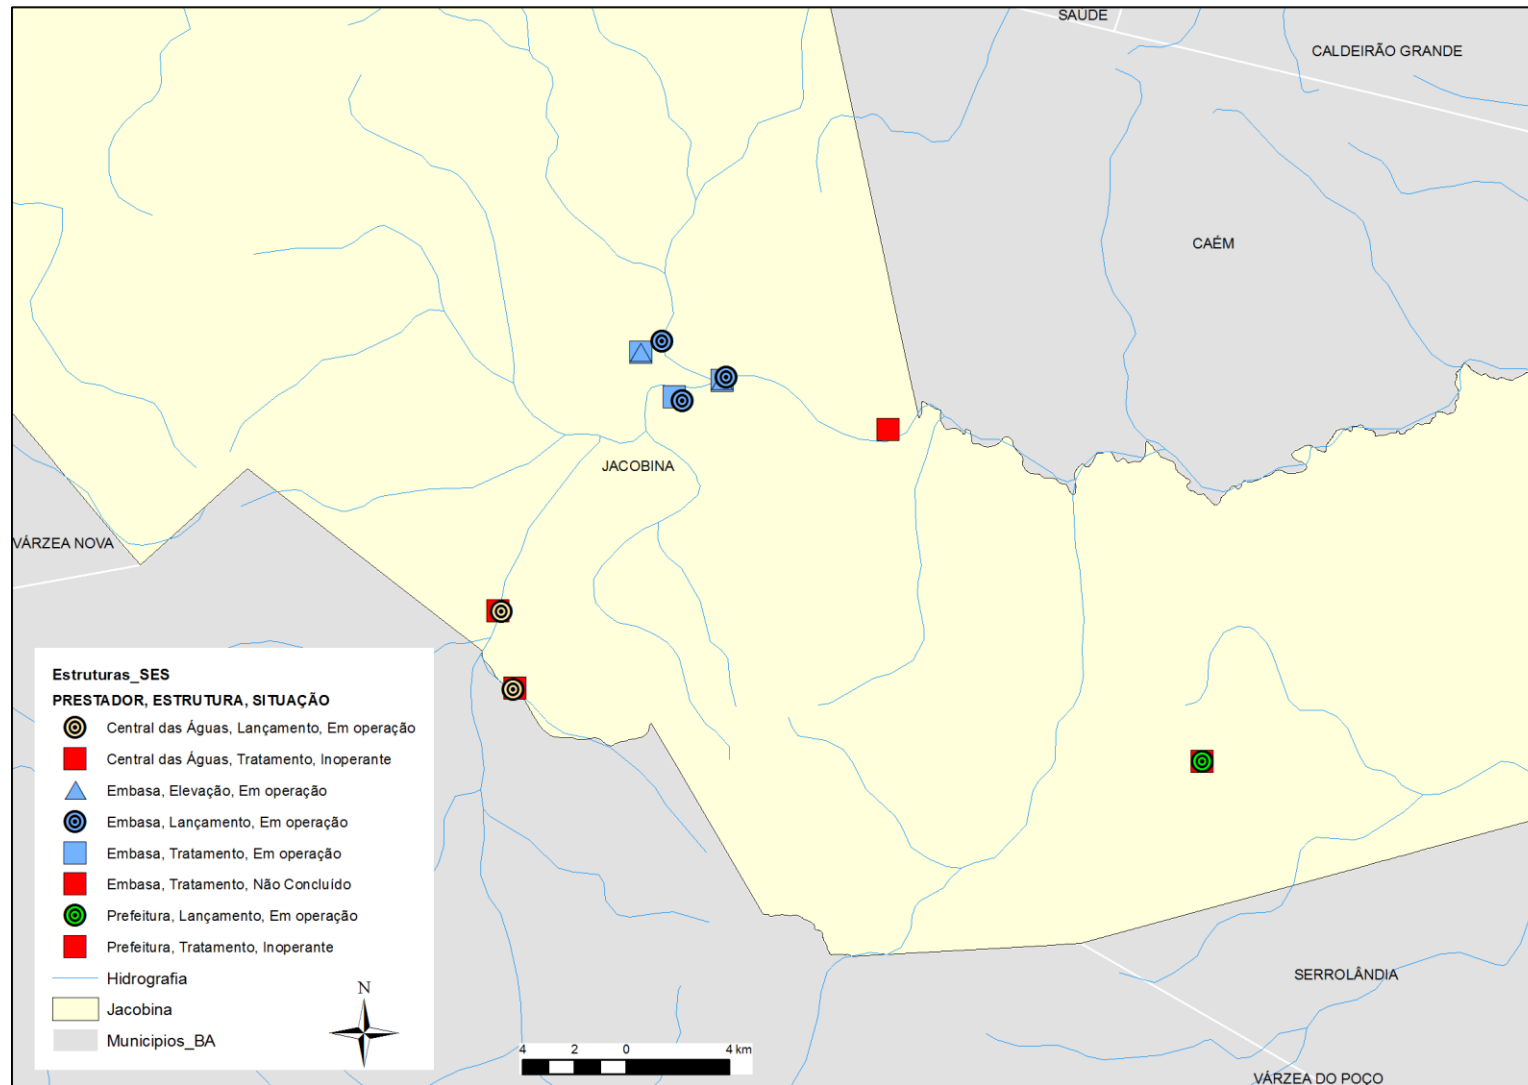 SAÚDE
CALDEIRÃO GRANDE
CAÉM
JACOBINA
VÁRZEA NOVA
Estruturas_SES
PRESTADOR, ESTRUTURA, SITUAÇÃO
Central das Águas, Lançamento, Em operação
Central das Águas, Tratamento, Inoperante
Embasa, Elevação, Em operação
Embasa, Lançamento, Em operação
Embasa, Tratamento, Em operação
Embasa, Tratamento, Não Concluído
Prefeitura, Lançamento, Em operação
Prefeitura, Tratamento, Inoperante
Hidrografia
Jacobina
Municipios_BA
N
4 2 0 4 km
SERROLÂNDIA
VÁRZEA DO POÇO